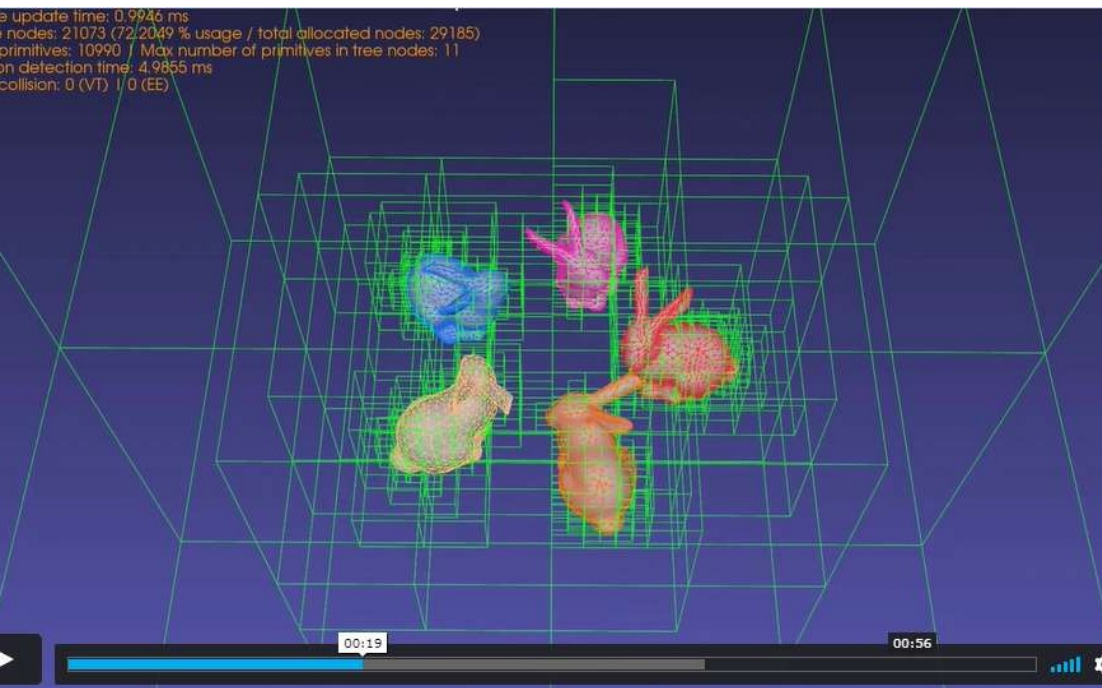 e update time: 0.9946 ms
e nodes: 21073 (72.2049 % usage / total allocated nodes: 29185)
primitives: 10990 | Max number of primitives in tree nodes: 11
on detection time: 4.9855 ms
collision: 0 (VT) | 0 (EE)
00:19
00:56